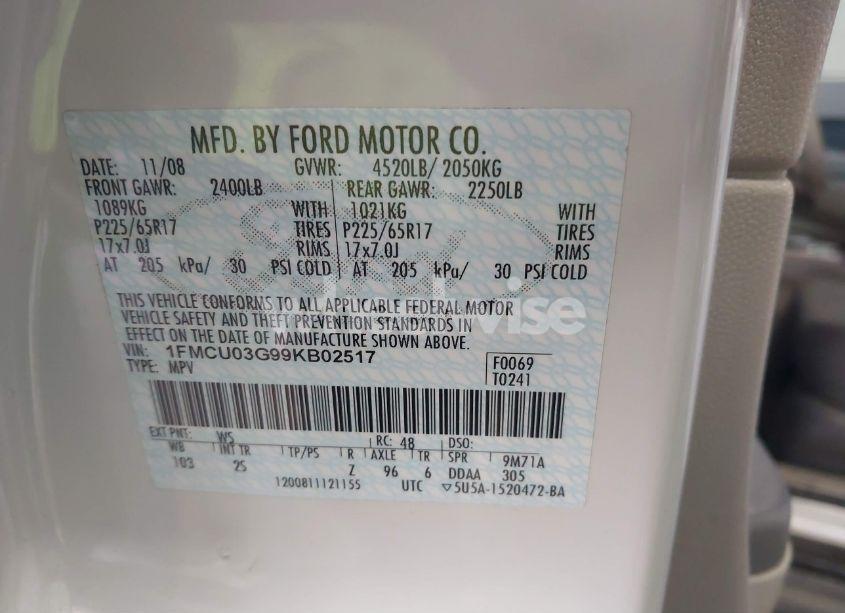 MFD. BY FORD MOTOR CO.
DATE: 11/08 GVWR: 4520LB/ 2050KG
FRONT GAWR: 2400LB REAR GAWR: 2250LB
1089KG WITH 1021KG WITH
P225/65R17 TIRES P225/65R17 TIRES
17x7.0J RIMS 17x7.0J RIMS
AT 205 kPa/ 30 PSI COLD AT 205 kPa/ 30 PSI COLD
THIS VEHICLE CONFORMS TO ALL APPLICABLE FEDERAL MOTOR
VEHICLE SAFETY AND THEFT PREVENTION STANDARDS IN
EFFECT ON THE DATE OF MANUFACTURE SHOWN ABOVE.
VIN: 1FMCU03G99KB02517 F0069
TYPE: MPV T0241
EXT PNT: WS RC: 48 DSO:
WB INT TR TP/PS R AXLE TR SPR 9M71A
103 2S Z 96 6 DDAA 305
1200811121155 UTC ▽5U5A-1520472-BA